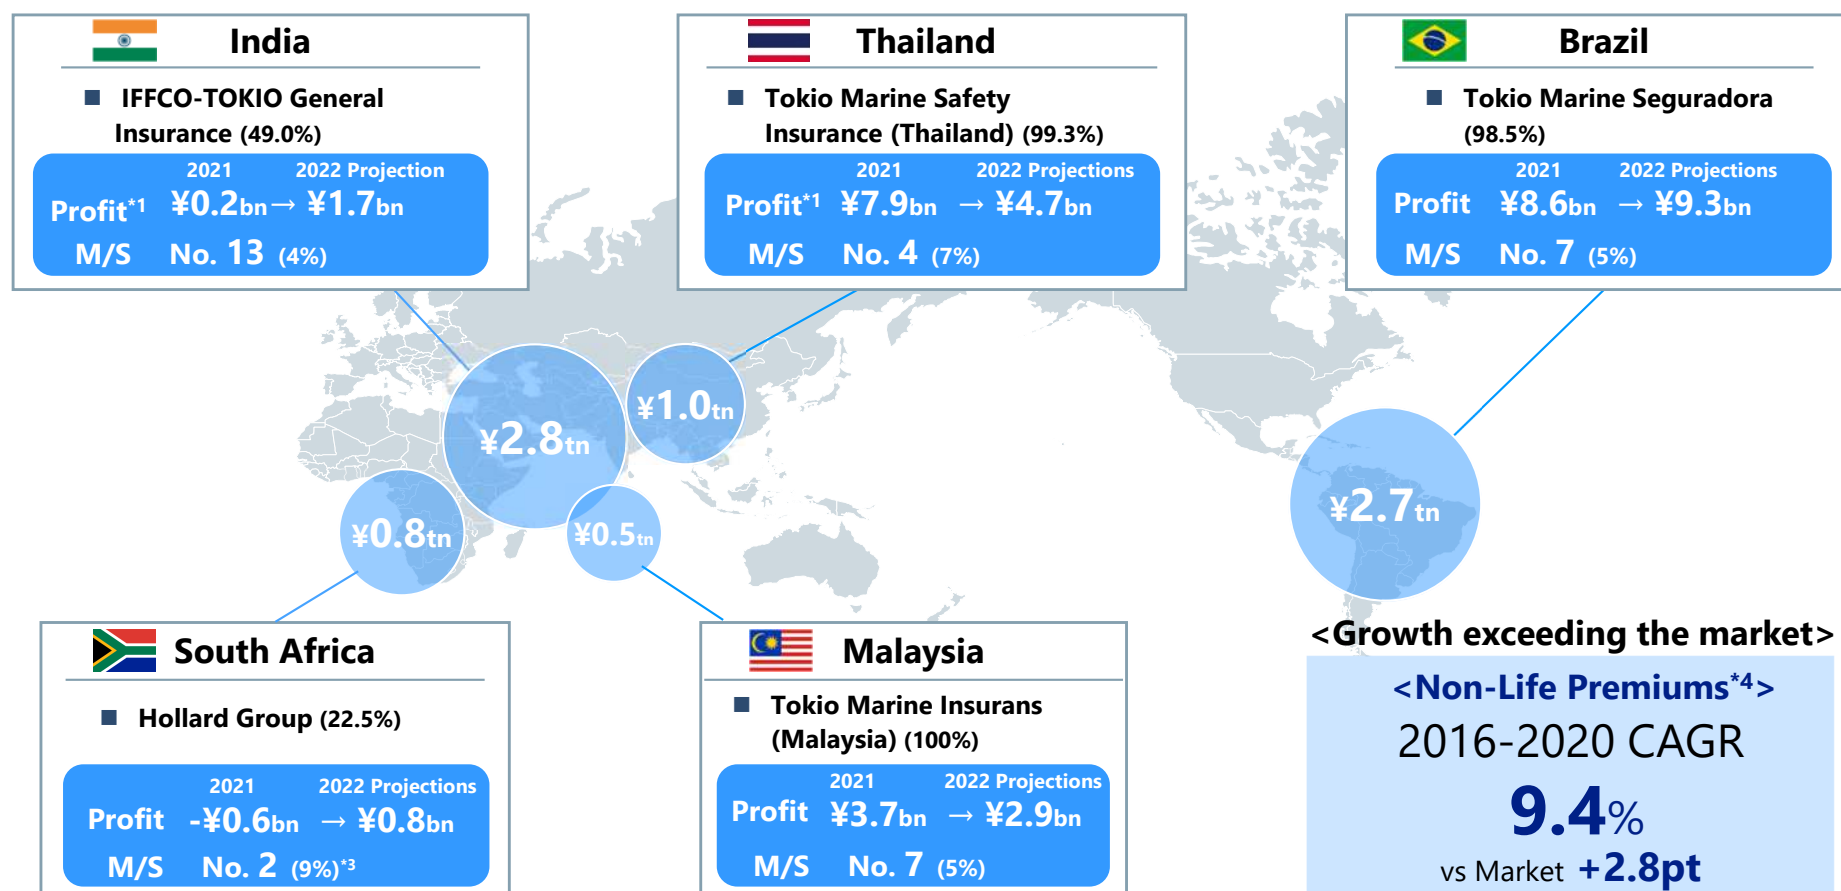 India
■ IFFCO-TOKIO General
Insurance (49.0%)
2021 2022 Projection
Profit*1 ¥0.2bn → ¥1.7bn
M/S No. 13 (4%)
Thailand
■ Tokio Marine Safety
Insurance (Thailand) (99.3%)
2021 2022 Projections
Profit*1 ¥7.9bn → ¥4.7bn
M/S No. 4 (7%)
Brazil
■ Tokio Marine Seguradora
(98.5%)
2021 2022 Projections
Profit ¥8.6bn → ¥9.3bn
M/S No. 7 (5%)
¥2.8tn
¥1.0tn
¥0.8tn
¥0.5tn
¥2.7tn
South Africa
■ Hollard Group (22.5%)
2021 2022 Projections
Profit -¥0.6bn → ¥0.8bn
M/S No. 2 (9%)*3
Malaysia
■ Tokio Marine Insurans
(Malaysia) (100%)
2021 2022 Projections
Profit ¥3.7bn → ¥2.9bn
M/S No. 7 (5%)
<Growth exceeding the market>
<Non-Life Premiums*4>
2016-2020 CAGR
9.4%
vs Market +2.8pt